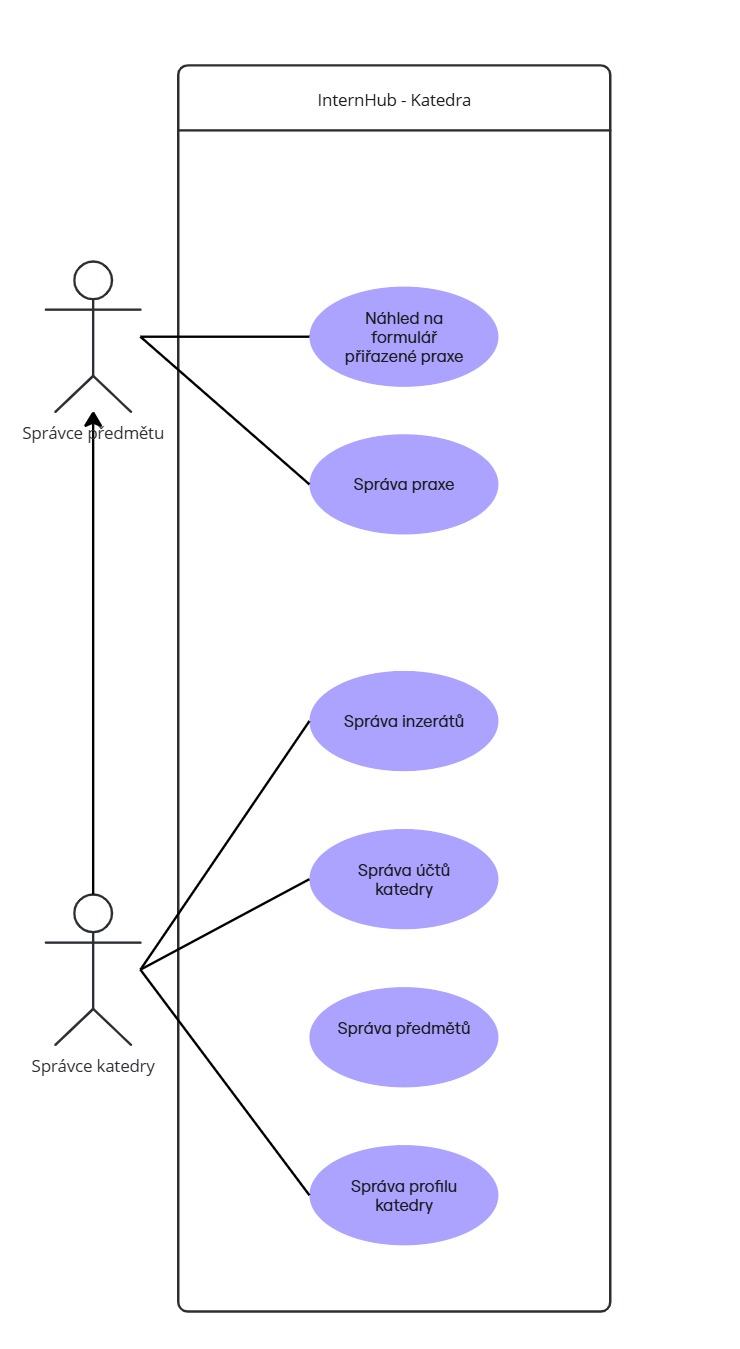 InternHub - Katedra
Náhled na
formulář
přiřazené praxe
Správce předmětu
Správa praxe
Správa inzerátů
Správa účtů
katedry
Správa předmětů
Správce katedry
Správa profilu
katedry